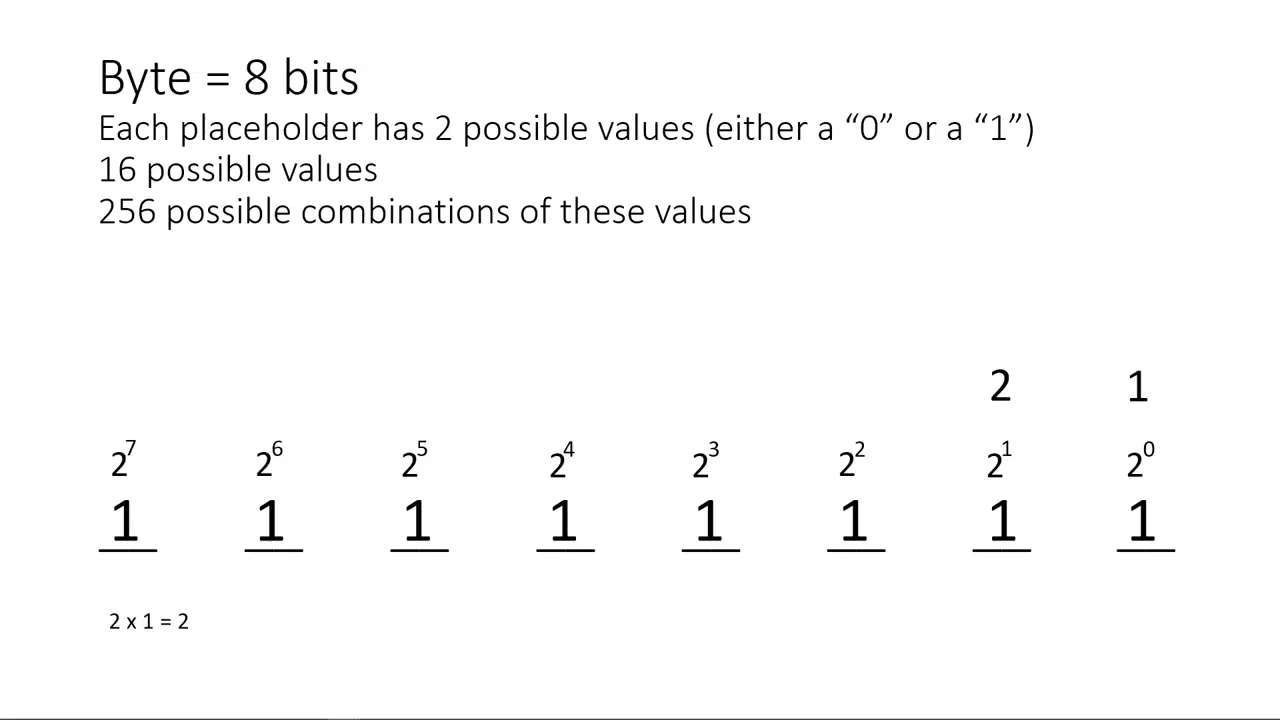 Byte = 8 bits
Each placeholder has 2 possible values (either a “0” or a “1”)
16 possible values
256 possible combinations of these values
2 1
2⁷ 2⁶ 2⁵ 2⁴ 2³ 2² 2¹ 2⁰
1 1 1 1 1 1 1 1
2 x 1 = 2